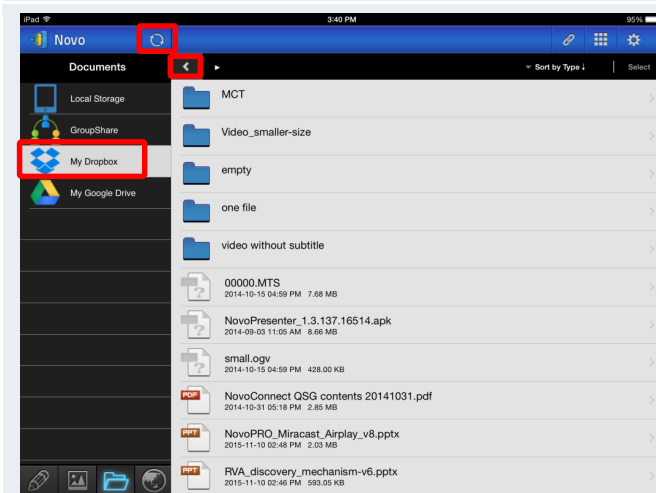 iPad
3:40 PM
95%
Novo
Documents
Sort by Type ↓
Select
Local Storage
GroupShare
My Dropbox
My Google Drive
MCT
Video_smaller-size
empty
one file
video without subtitle
00000.MTS
2014-10-15 04:59 PM 7.68 MB
NovoPresenter_1.3.137.16514.apk
2014-09-03 11:05 AM 8.66 MB
small.ogv
2014-10-15 04:59 PM 428.00 KB
PDF
NovoConnect QSG contents 20141031.pdf
2014-10-31 05:18 PM 2.85 MB
PPT
NovoPRO_Miracast_Airplay_v8.pptx
2015-11-10 02:48 PM 2.03 MB
PPT
RVA_discovery_mechanism-v6.pptx
2015-11-10 02:46 PM 593.05 KB